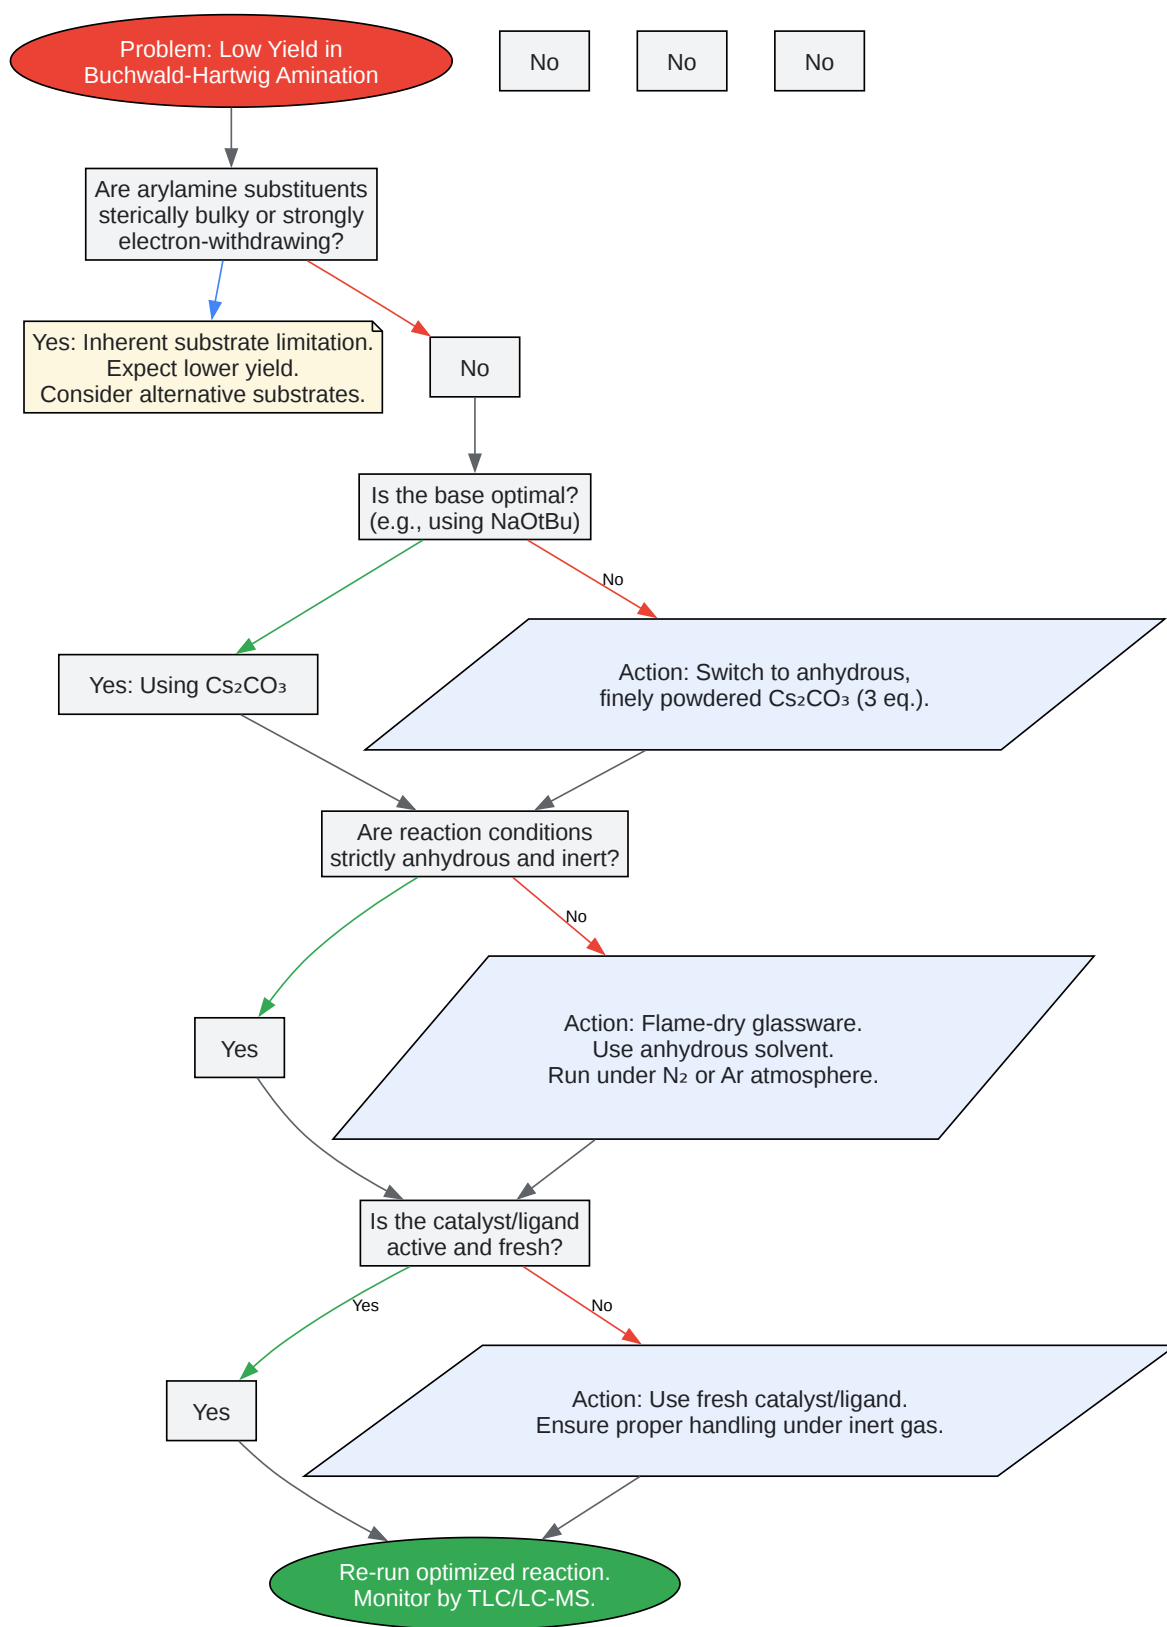 Problem: Low Yield in
Buchwald-Hartwig Amination
No
No
No
Are arylamine substituents
sterically bulky or strongly
electron-withdrawing?
Yes: Inherent substrate limitation.
Expect lower yield.
Consider alternative substrates.
No
Is the base optimal?
(e.g., using NaOtBu)
No
Yes: Using Cs₂CO₃
Action: Switch to anhydrous,
finely powdered Cs₂CO₃ (3 eq.).
Are reaction conditions
strictly anhydrous and inert?
No
Yes
Action: Flame-dry glassware.
Use anhydrous solvent.
Run under N₂ or Ar atmosphere.
Is the catalyst/ligand
active and fresh?
Yes
No
Yes
Action: Use fresh catalyst/ligand.
Ensure proper handling under inert gas.
Re-run optimized reaction.
Monitor by TLC/LC-MS.